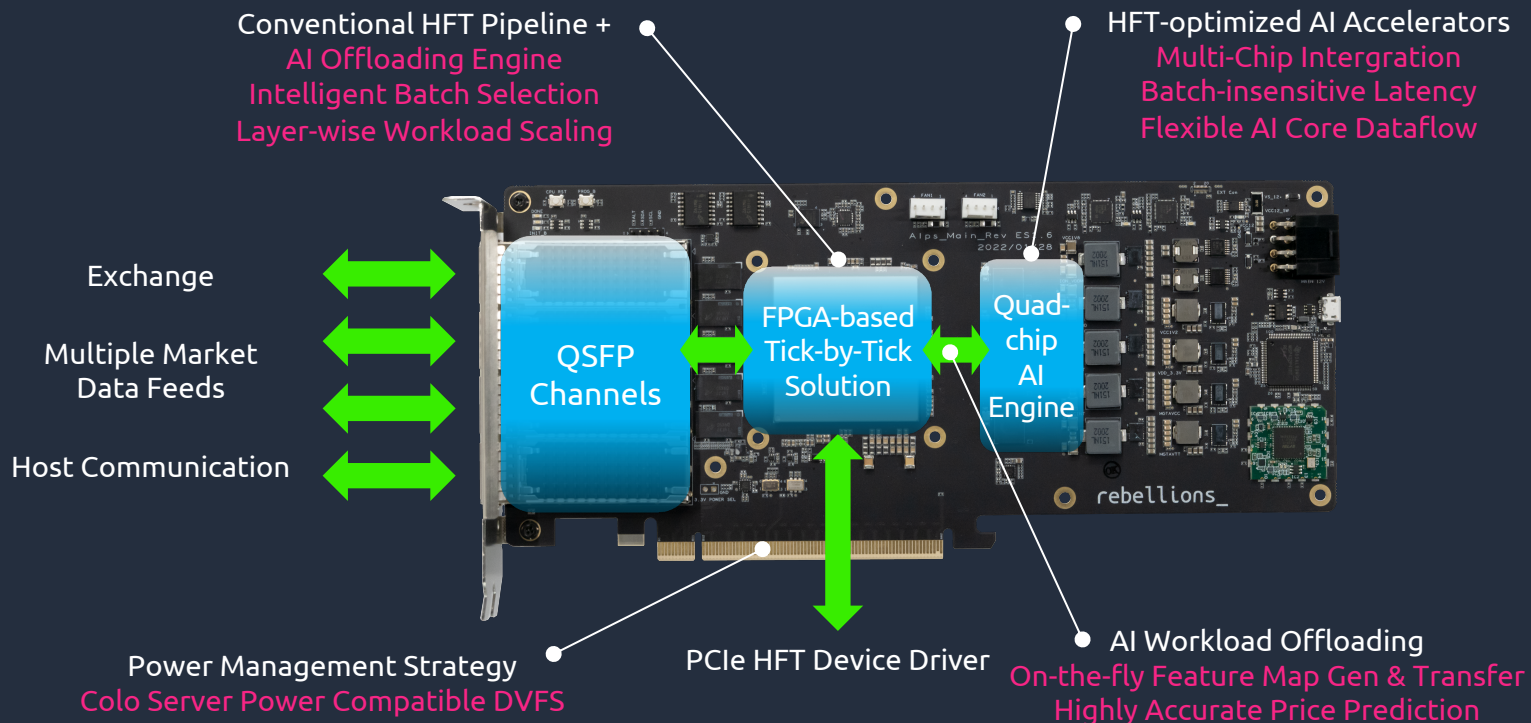 Conventional HFT Pipeline +
AI Offloading Engine
Intelligent Batch Selection
Layer-wise Workload Scaling
HFT-optimized AI Accelerators
Multi-Chip Intergration
Batch-insensitive Latency
Flexible AI Core Dataflow
Exchange
Multiple Market
Data Feeds
Host Communication
QSFP
Channels
FPGA-based
Tick-by-Tick
Solution
Quad-
chip
AI
Engine
FAN1
FAN2
Alps_Main_Rev
rebellions_
Power Management Strategy
Colo Server Power Compatible DVFS
PCIe HFT Device Driver
AI Workload Offloading
On-the-fly Feature Map Gen & Transfer
Highly Accurate Price Prediction